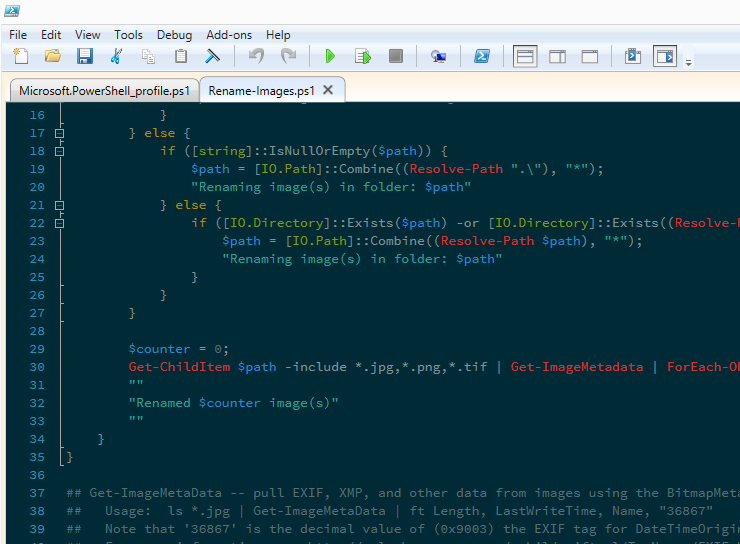 File Edit View Tools Debug Add-ons Help
Microsoft.PowerShell_profile.ps1 Rename-Images.ps1
16 }
17 } else {
18 if ([string]::IsNullOrEmpty($path)) {
19 $path = [IO.Path]::Combine((Resolve-Path ".\"), "*");
20 "Renaming image(s) in folder: $path"
21 } else {
22 if ([IO.Directory]::Exists($path) -or [IO.Directory]::Exists((Resolve-
23 $path = [IO.Path]::Combine((Resolve-Path $path), "*");
24 "Renaming image(s) in folder: $path"
25 }
26 }
27 }
28
29 $counter = 0;
30 Get-ChildItem $path -include *.jpg,*.png,*.tif | Get-ImageMetadata | ForEach-O
31 ""
32 "Renamed $counter image(s)"
33 ""
34 }
35 }
36
37 ## Get-ImageMetaData -- pull EXIF, XMP, and other data from images using the BitmapMeta
38 ## Usage: ls *.jpg | Get-ImageMetaData | ft Length, LastWriteTime, Name, "36867"
39 ## Note that '36867' is the decimal value of (0x9003) the EXIF tag for DateTimeOrigin